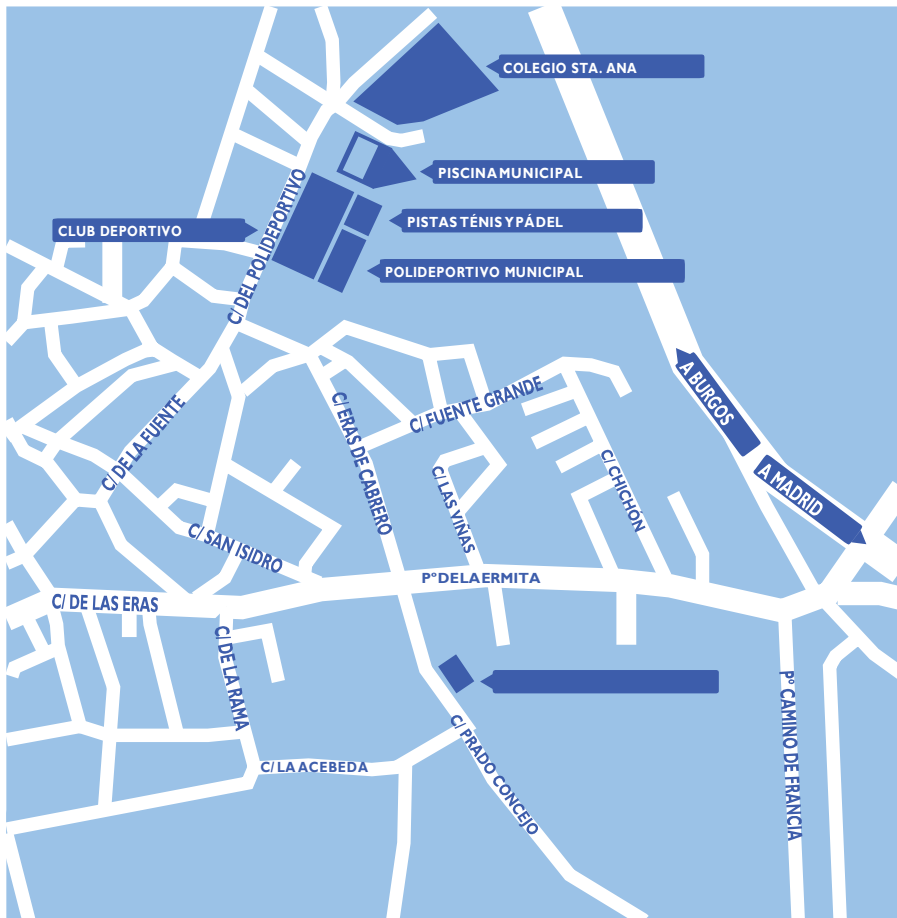 COLEGIO STA. ANA
PISCINA MUNICIPAL
PISTAS TÉNIS Y PÁDEL
CLUB DEPORTIVO
POLIDEPORTIVO MUNICIPAL
C/ DEL POLIDEPORTIVO
A BURGOS
A MADRID
C/ DE LA FUENTE
C/ ERAS DE CABRERO
C/ FUENTE GRANDE
C/ LAS VIÑAS
C/ CHICHÓN
C/ SAN ISIDRO
Pº DE LA ERMITA
C/ DE LAS ERAS
C/ DE LA RAMA
C/ LA ACEBEDA
C/ PRADO CONCEJO
Pº CAMINO DE FRANCIA